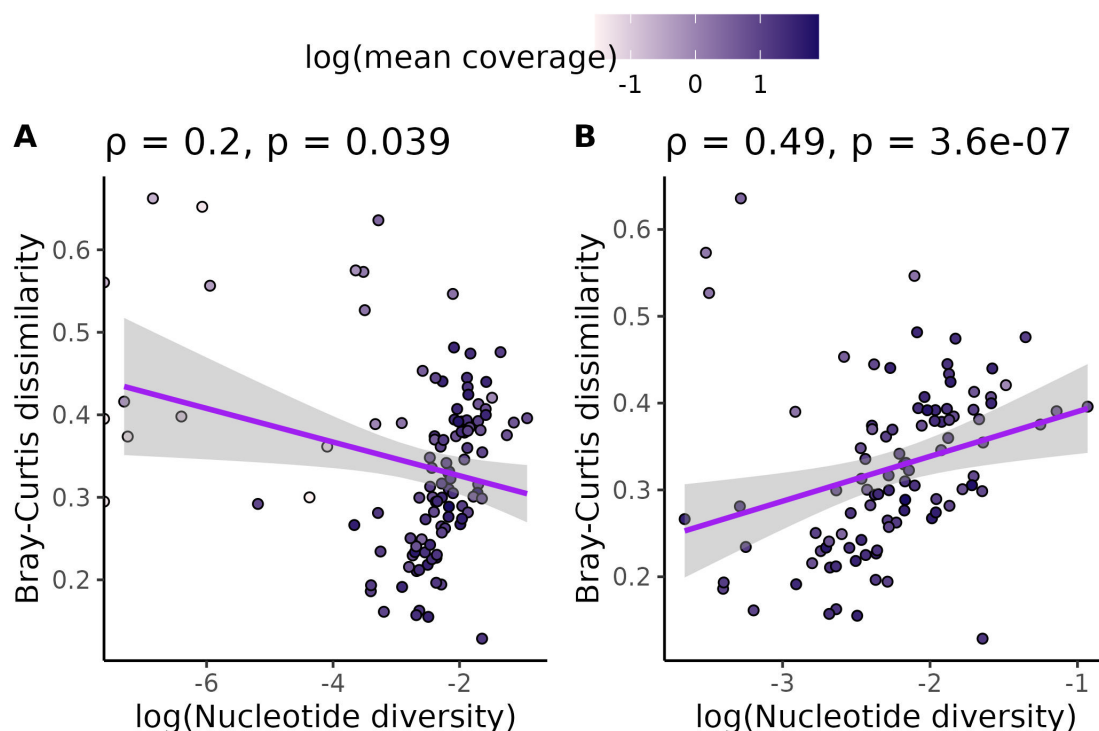 log(mean coverage)
-1 0 1
A
ρ = 0.2, p = 0.039
Bray-Curtis dissimilarity
0.6
0.5
0.4
0.3
0.2
-6 -4 -2
log(Nucleotide diversity)
B
ρ = 0.49, p = 3.6e-07
Bray-Curtis dissimilarity
0.6
0.5
0.4
0.3
0.2
-3 -2 -1
log(Nucleotide diversity)